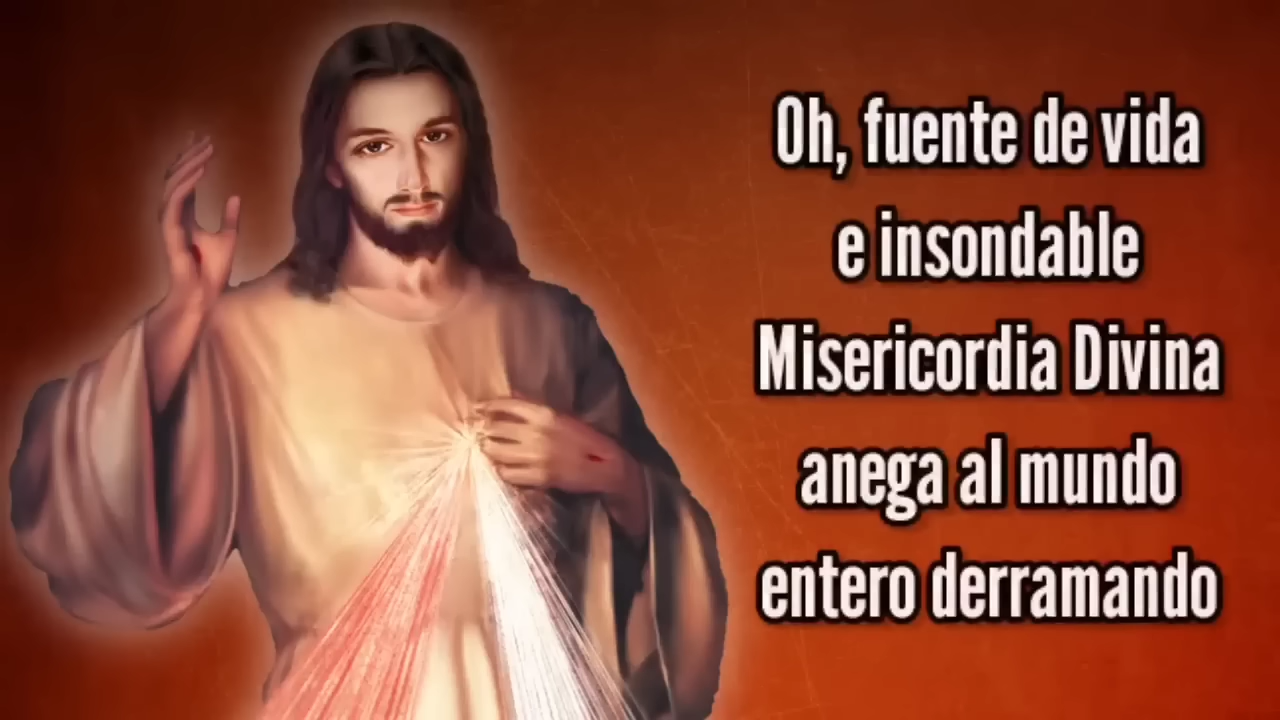 Oh, fuente de vida
e insondable
Misericordia Divina
anega al mundo
entero derramando